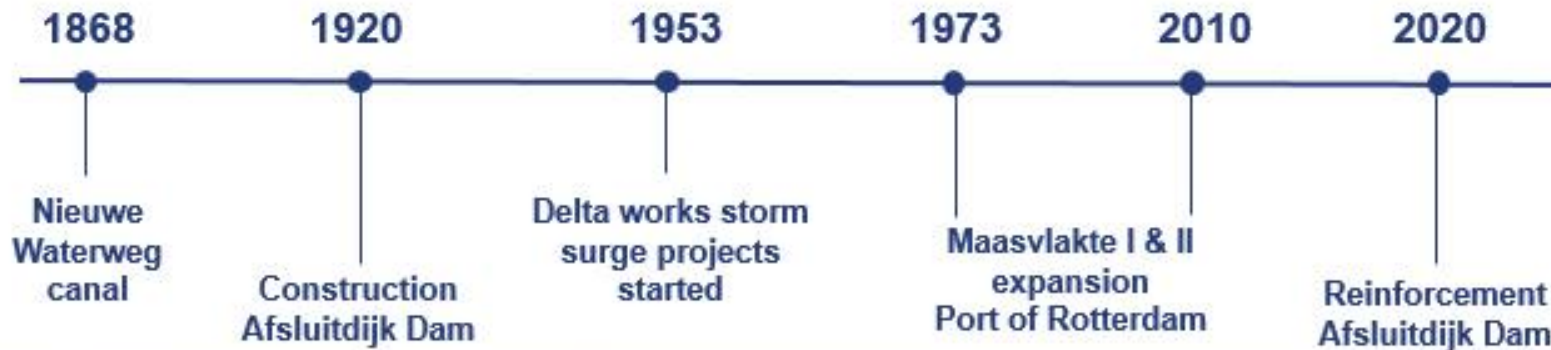 1868 1920 1953 1973 2010 2020
Nieuwe
Waterweg
canal
Construction
Afsluitdijk Dam
Delta works storm
surge projects
started
Maasvlakte I & II
expansion
Port of Rotterdam
Reinforcement
Afsluitdijk Dam